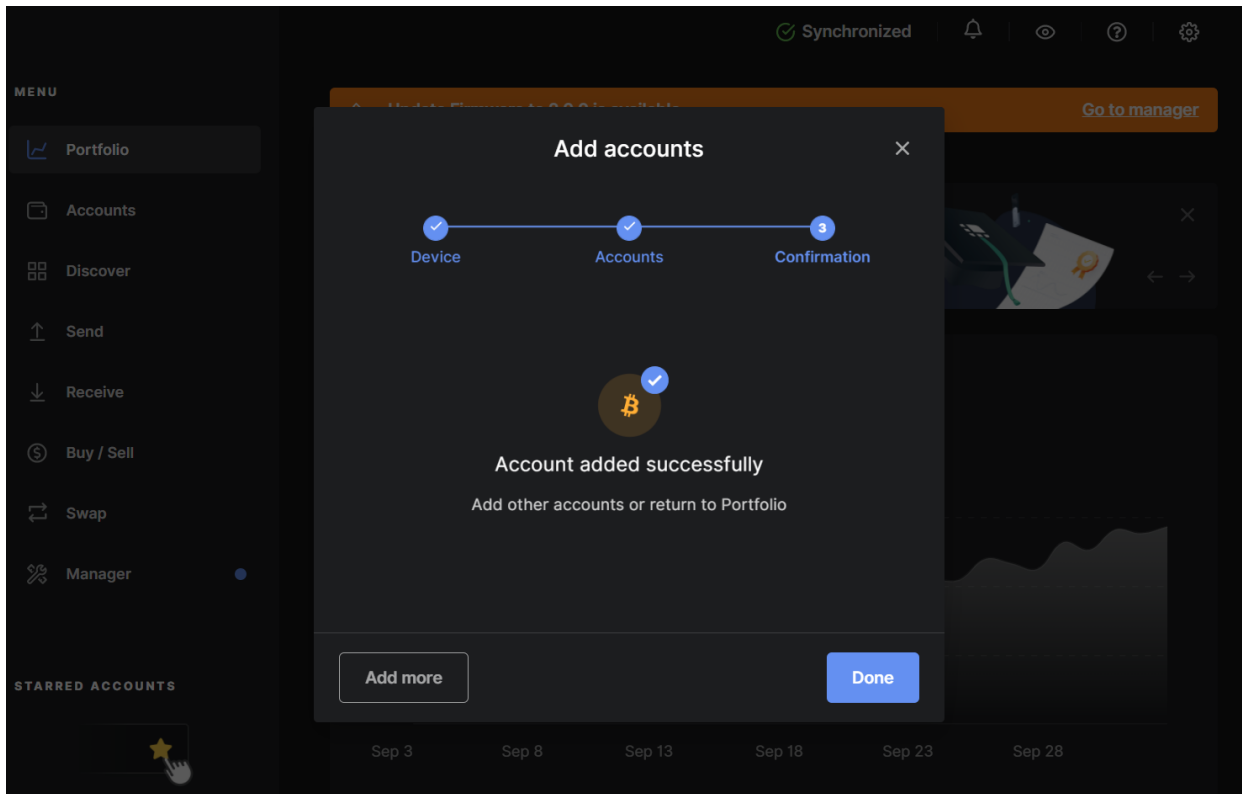 Synchronized
MENU
Go to manager
Portfolio
Accounts
Discover
Send
Receive
Buy / Sell
Swap
Manager
STARRED ACCOUNTS
Add accounts
3
Device
Accounts
Confirmation
Account added successfully
Add other accounts or return to Portfolio
Add more
Done
Sep 3
Sep 8
Sep 13
Sep 18
Sep 23
Sep 28